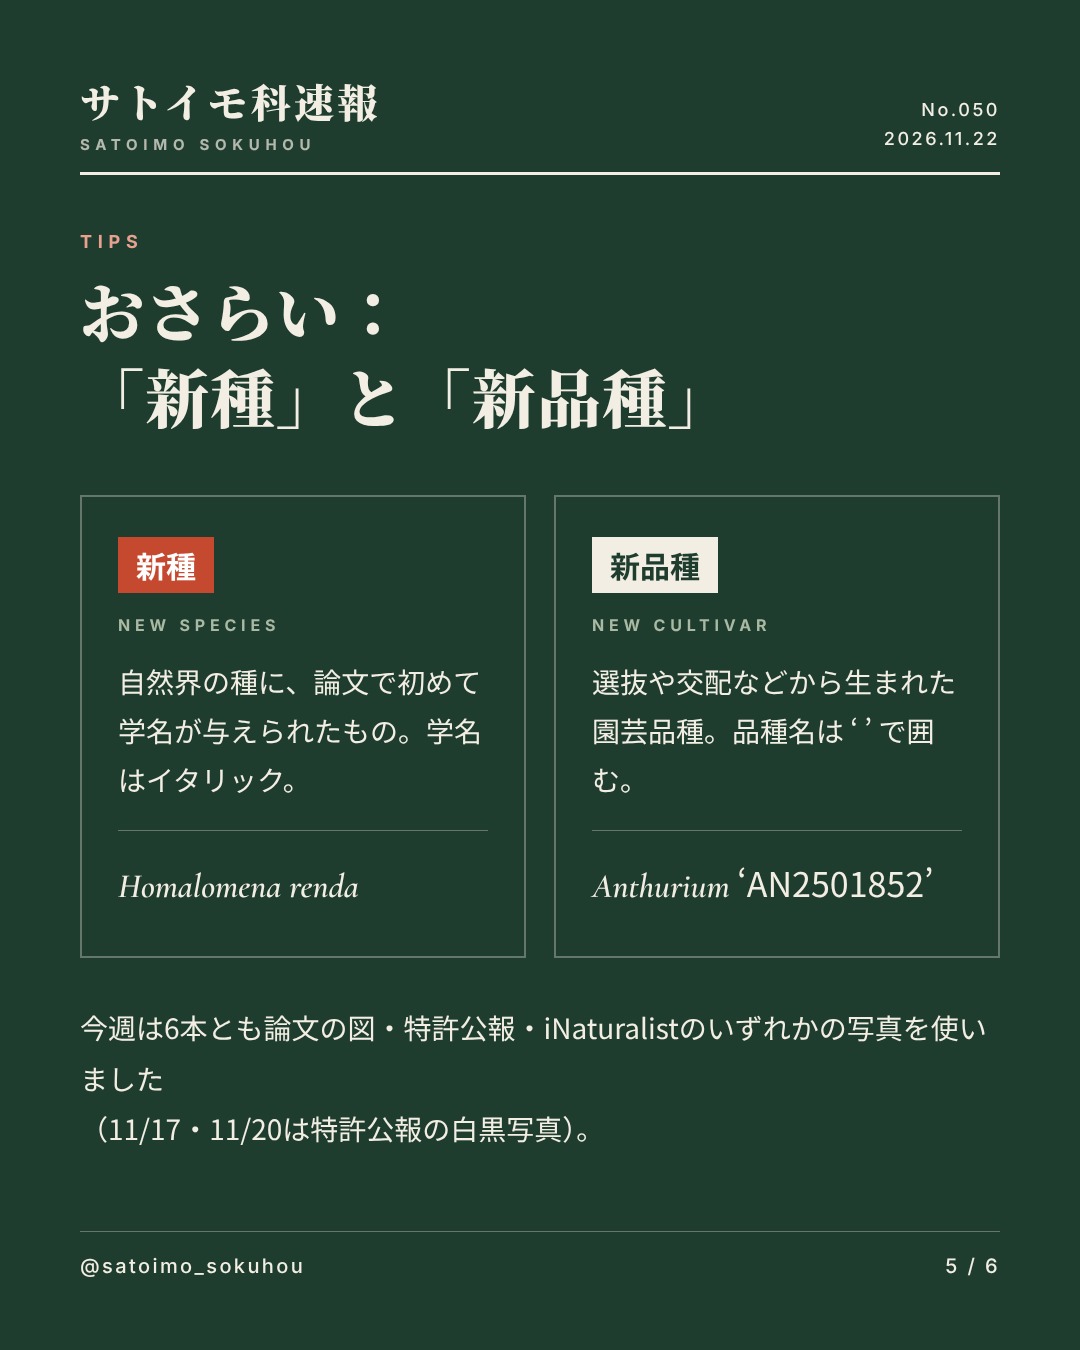 サトイモ科速報
SATOIMO SOKUHOU
No.050
2026.11.22
TIPS
おさらい：
「新種」と「新品種」
新種
NEW SPECIES
自然界の種に、論文で初めて
学名が与えられたもの。学名
はイタリック。
Homalomena renda
新品種
NEW CULTIVAR
選抜や交配などから生まれた
園芸品種。品種名は ‘ ’ で囲
む。
Anthurium ‘AN2501852’
今週は6本とも論文の図・特許公報・iNaturalistのいずれかの写真を使い
ました
（11/17・11/20は特許公報の白黒写真）。
@satoimo_sokuhou
5 / 6